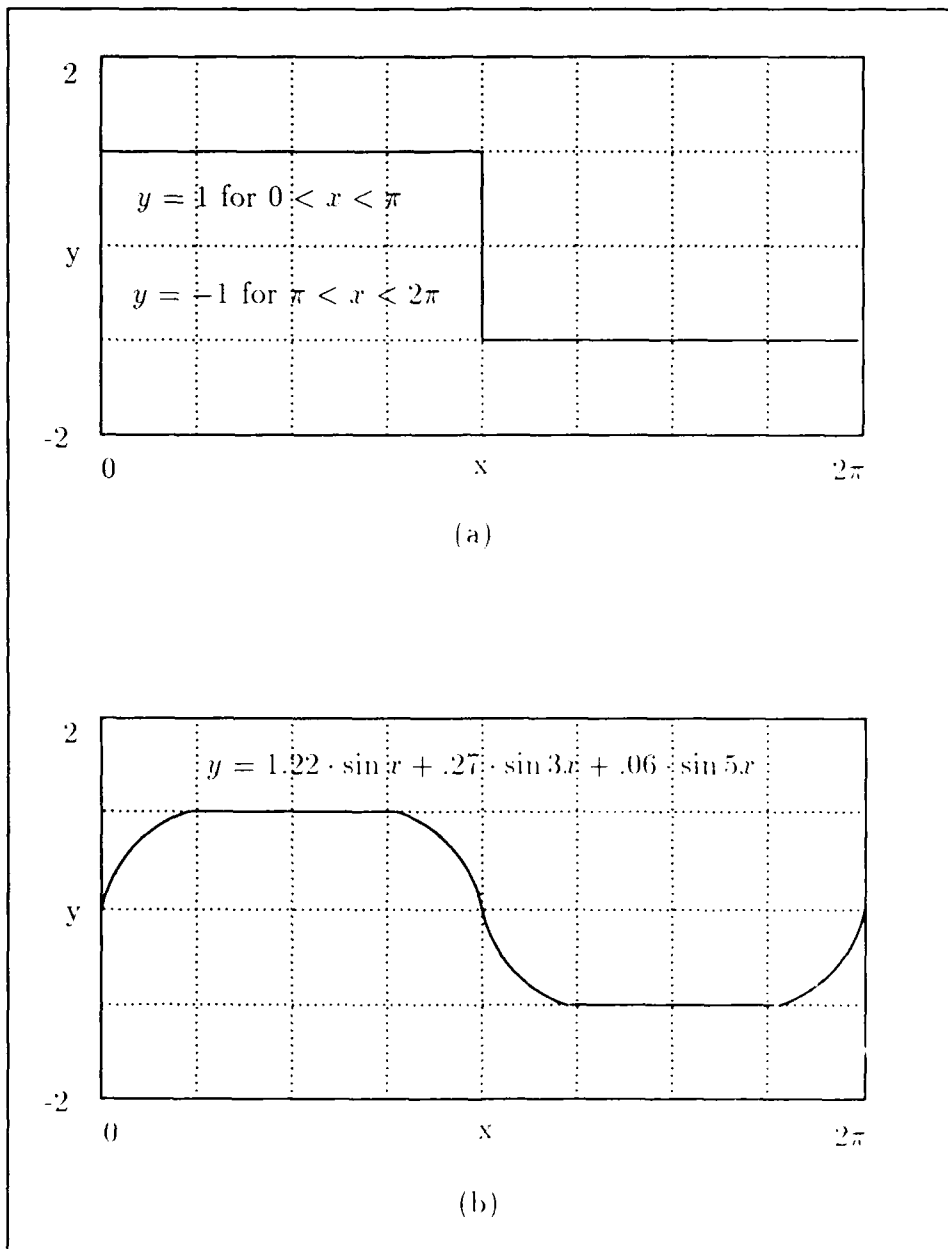 2
y = 1 for 0 < x < π
y
y = −1 for π < x < 2π
-2
0 x 2π
(a)
2
y = 1.22 · sin x + .27 · sin 3x + .06 · sin 5x
y
-2
0 x 2π
(b)